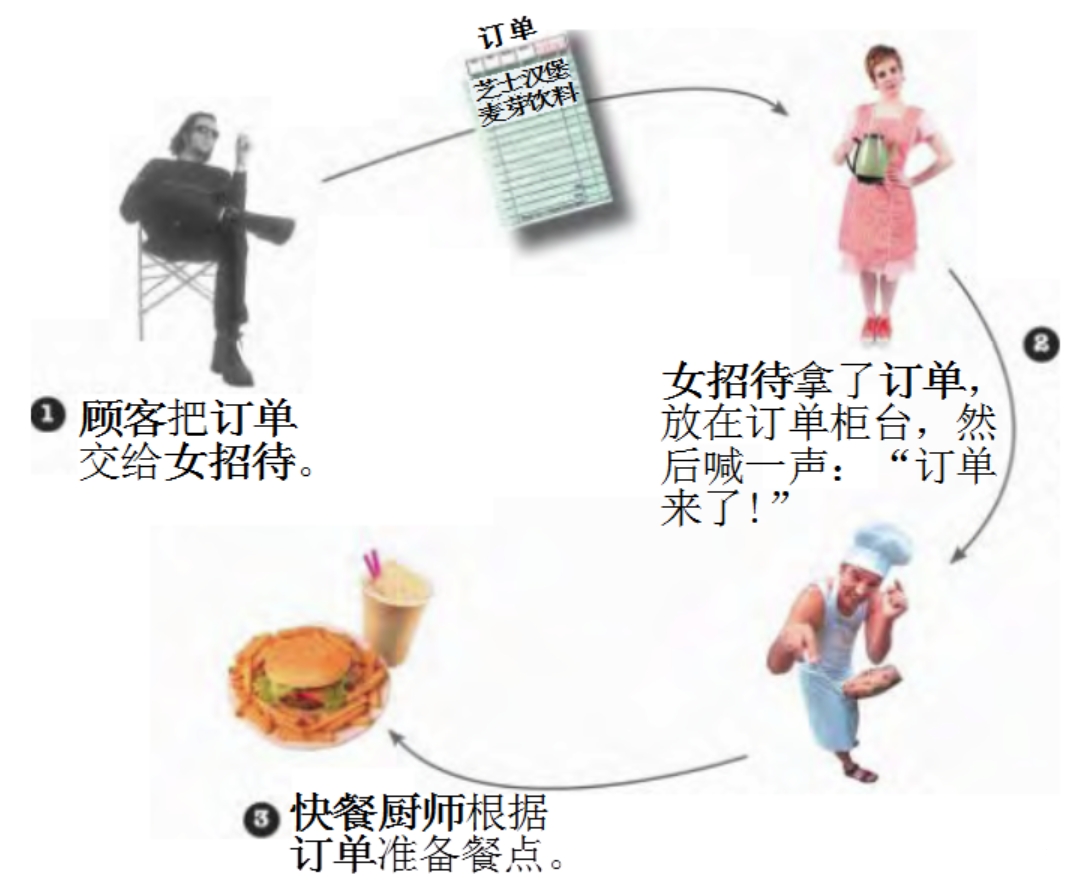 订单
芝士汉堡
麦芽饮料
1 顾客把订单
交给女招待。
2
女招待拿了订单，
放在订单柜台，然
后喊一声：“订单
来了！”
3 快餐厨师根据
订单准备餐点。